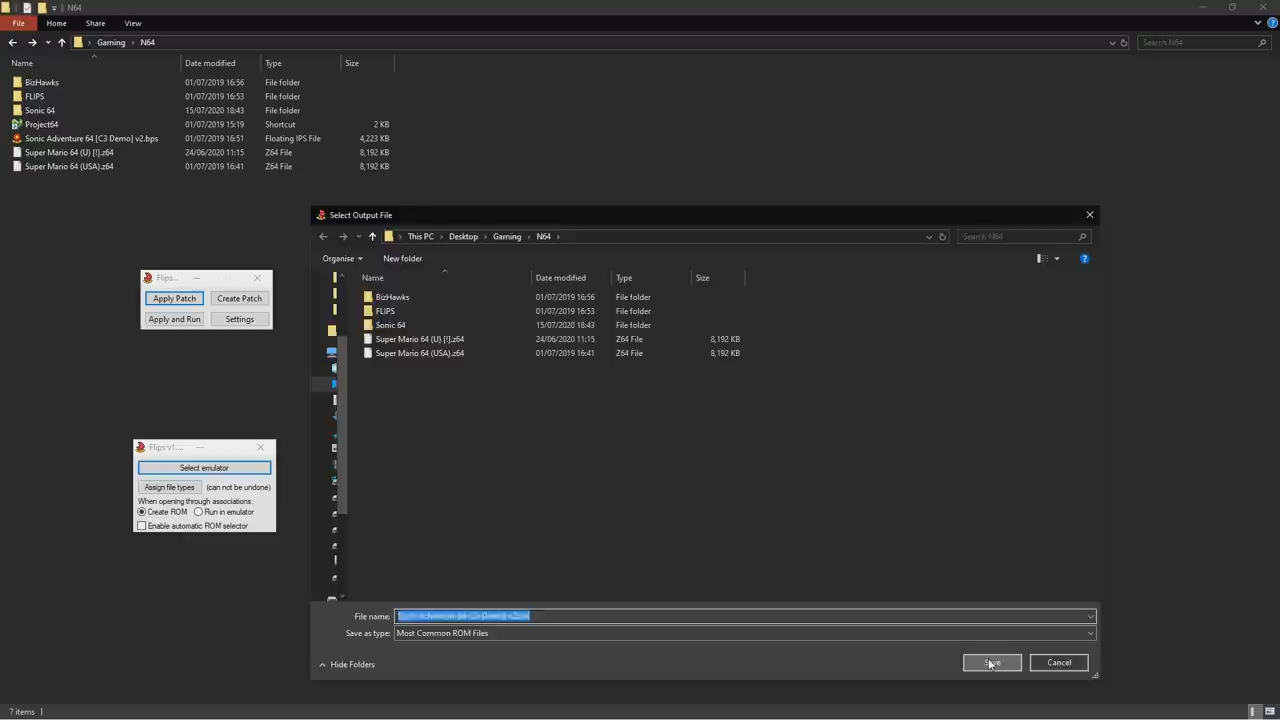 N64
File Home Share View
Gaming N64 Search N64
Name Date modified Type Size
BizHawks 01/07/2019 16:56 File folder
FLIPS 01/07/2019 16:53 File folder
Sonic 64 15/07/2020 18:43 File folder
Project64 01/07/2019 15:19 Shortcut 2 KB
Sonic Adventure 64 [C3 Demo] v2.bps 01/07/2019 16:51 Floating IPS File 4,223 KB
Super Mario 64 (U) [!].z64 24/06/2020 11:15 Z64 File 8,192 KB
Super Mario 64 (USA).z64 01/07/2019 16:41 Z64 File 8,192 KB
Select Output File
This PC Desktop Gaming N64 Search N64
Organise New folder
Name Date modified Type Size
BizHawks 01/07/2019 16:56 File folder
FLIPS 01/07/2019 16:53 File folder
Sonic 64 15/07/2020 18:43 File folder
Super Mario 64 (U) [!].z64 24/06/2020 11:15 Z64 File 8,192 KB
Super Mario 64 (USA).z64 01/07/2019 16:41 Z64 File 8,192 KB
Flips...
Apply Patch Create Patch
Apply and Run Settings
Flips v1....
Select emulator
Assign file types (can not be undone)
When opening through associations:
Create ROM Run in emulator
Enable automatic ROM selector
File name:
Save as type: Most Common ROM Files
Hide Folders Save Cancel
7 items